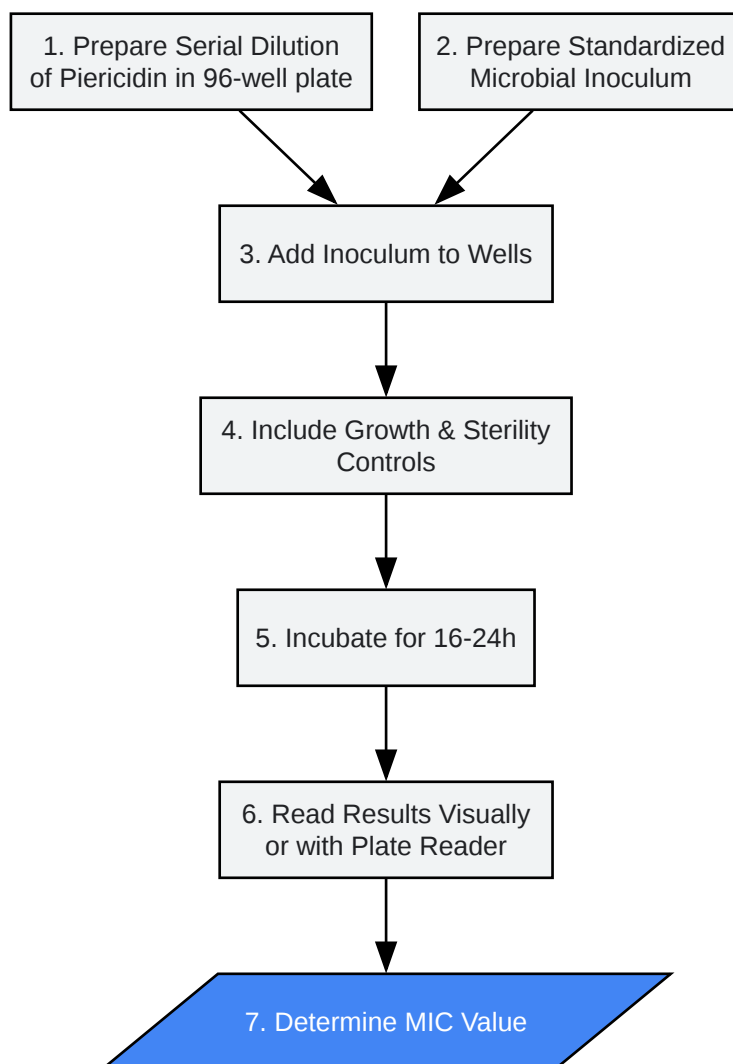 1. Prepare Serial Dilution
of Piericidin in 96-well plate
2. Prepare Standardized
Microbial Inoculum
3. Add Inoculum to Wells
4. Include Growth & Sterility
Controls
5. Incubate for 16-24h
6. Read Results Visually
or with Plate Reader
7. Determine MIC Value